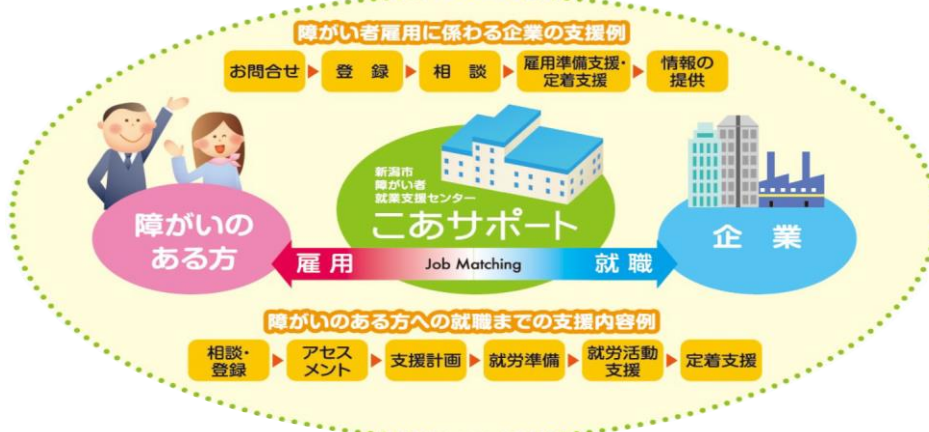 障がい者雇用に係わる企業の支援例
お問合せ
登 録
相 談
雇用準備支援・
定着支援
情報の
提供
新潟市
障がい者
就業支援センター
こあサポート
障がいの
ある方
企 業
雇 用
Job Matching
就 職
障がいのある方への就職までの支援内容例
相談・
登録
アセス
メント
支援計画
就労準備
就労活動
支援
定着支援